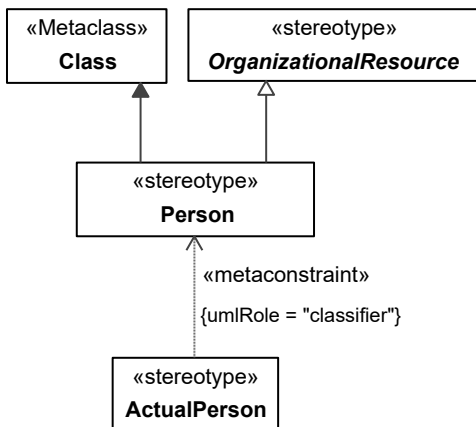 «Metaclass»
Class
«stereotype»
OrganizationalResource
«stereotype»
Person
«metaconstraint»
{umlRole = "classifier"}
«stereotype»
ActualPerson